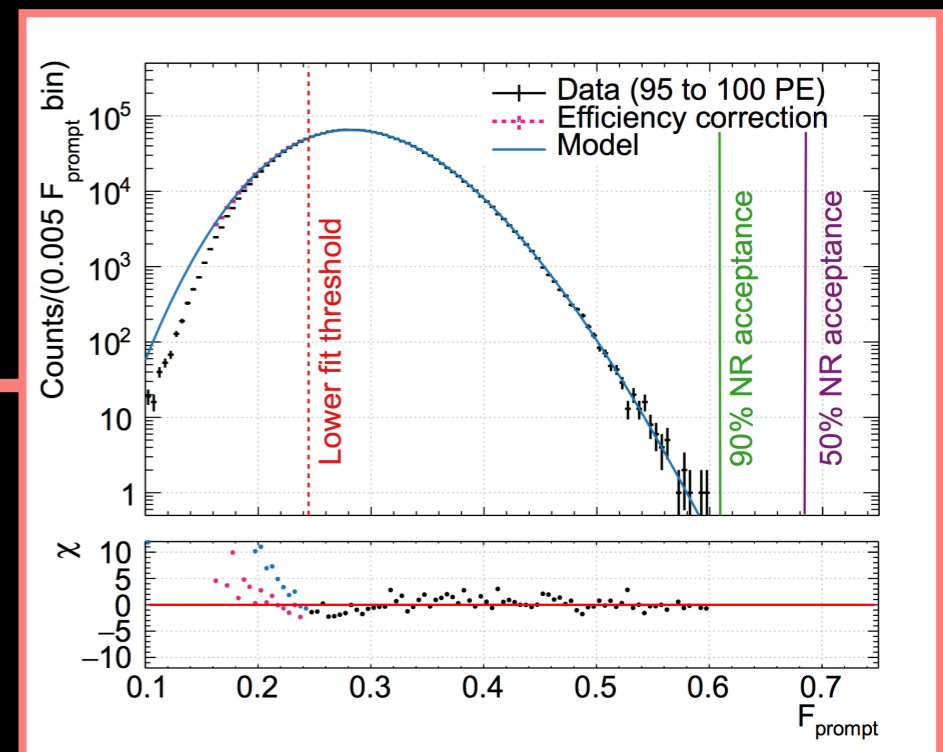 Counts/(0.005 F_prompt bin)
10^5
10^4
10^3
10^2
10
1
Data (95 to 100 PE)
Efficiency correction
Model
Lower fit threshold
90% NR acceptance
50% NR acceptance
χ
10
5
0
−5
−10
0.1 0.2 0.3 0.4 0.5 0.6 0.7
F_prompt